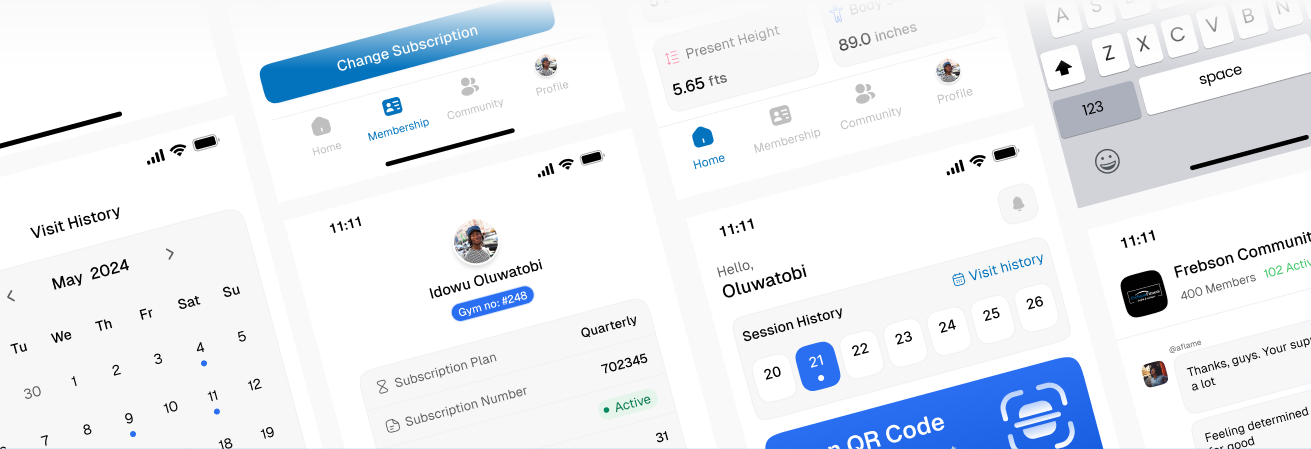 Visit History
May 2024
Tu We Th Fr Sat Su
30 1 2 3 4 5
7 8 9 10 11 12
18 19
Change Subscription
Home Membership Community Profile
11:11
Idowu Oluwatobi
Gym no: #248
Subscription Plan Quarterly
Subscription Number 702345
Active
31
Present Height
5.65 fts
Body
89.0 inches
Home Membership Community Profile
11:11
Hello,
Oluwatobi
Session History Visit history
20 21 22 23 24 25 26
QR Code
A S
Z X C V B N
123 space
11:11
Frebson Communi
400 Members 102 Activ
@aflame
Thanks, guys. Your supp
a lot
Feeling determined
for good